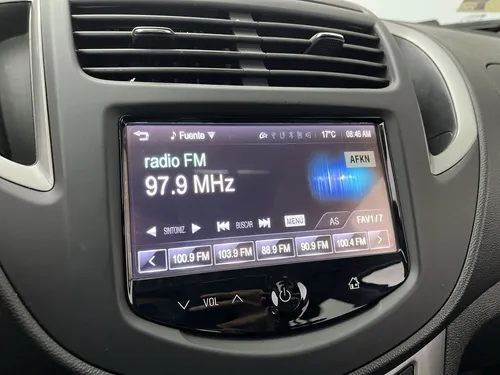 Fuente 17°C 08:46 AM
radio FM AFKN
97.9 MHz
SINTONIZ. BUSCAR MENÚ AS FAV1/7
100.9 FM 103.9 FM 88.9 FM 90.9 FM 100.4 FM
VOL